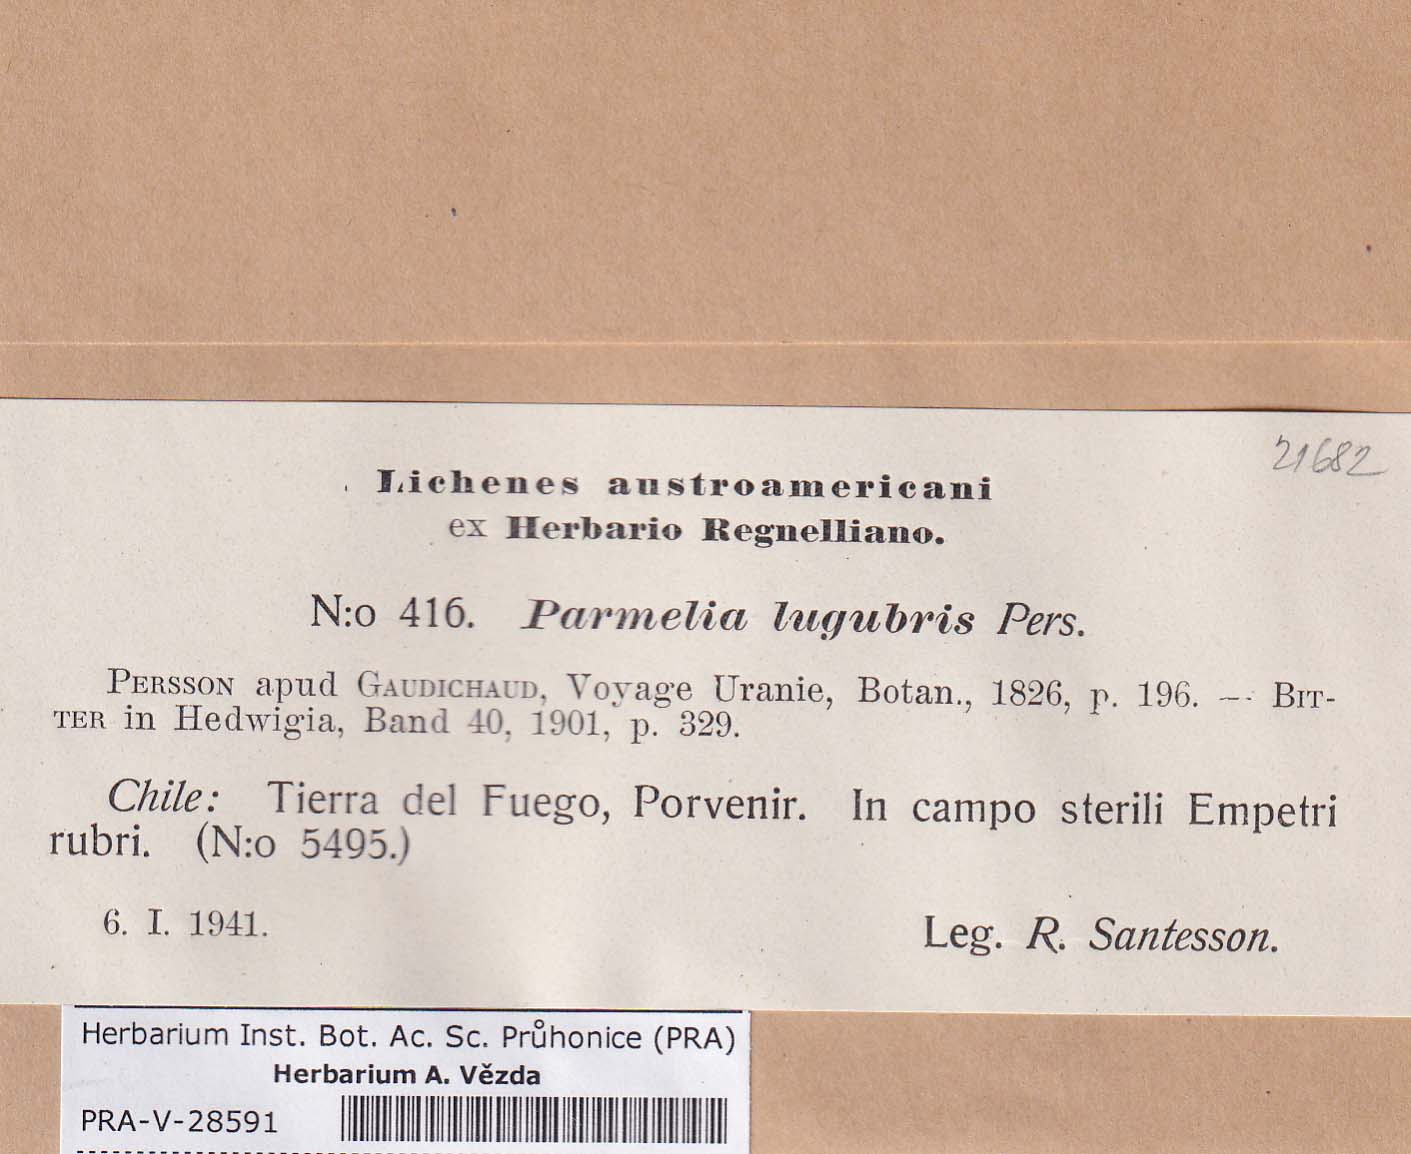 21682
Lichenes austroamericani
ex Herbario Regnelliano.
N:o 416. Parmelia lugubris Pers.
PERSSON apud GAUDICHAUD, Voyage Uranie, Botan., 1826, p. 196. — BIT-
TER in Hedwigia, Band 40, 1901, p. 329.
Chile: Tierra del Fuego, Porvenir. In campo sterili Empetri
rubri. (N:o 5495.)
6. I. 1941.
Leg. R. Santesson.
Herbarium Inst. Bot. Ac. Sc. Průhonice (PRA)
Herbarium A. Vězda
PRA-V-28591